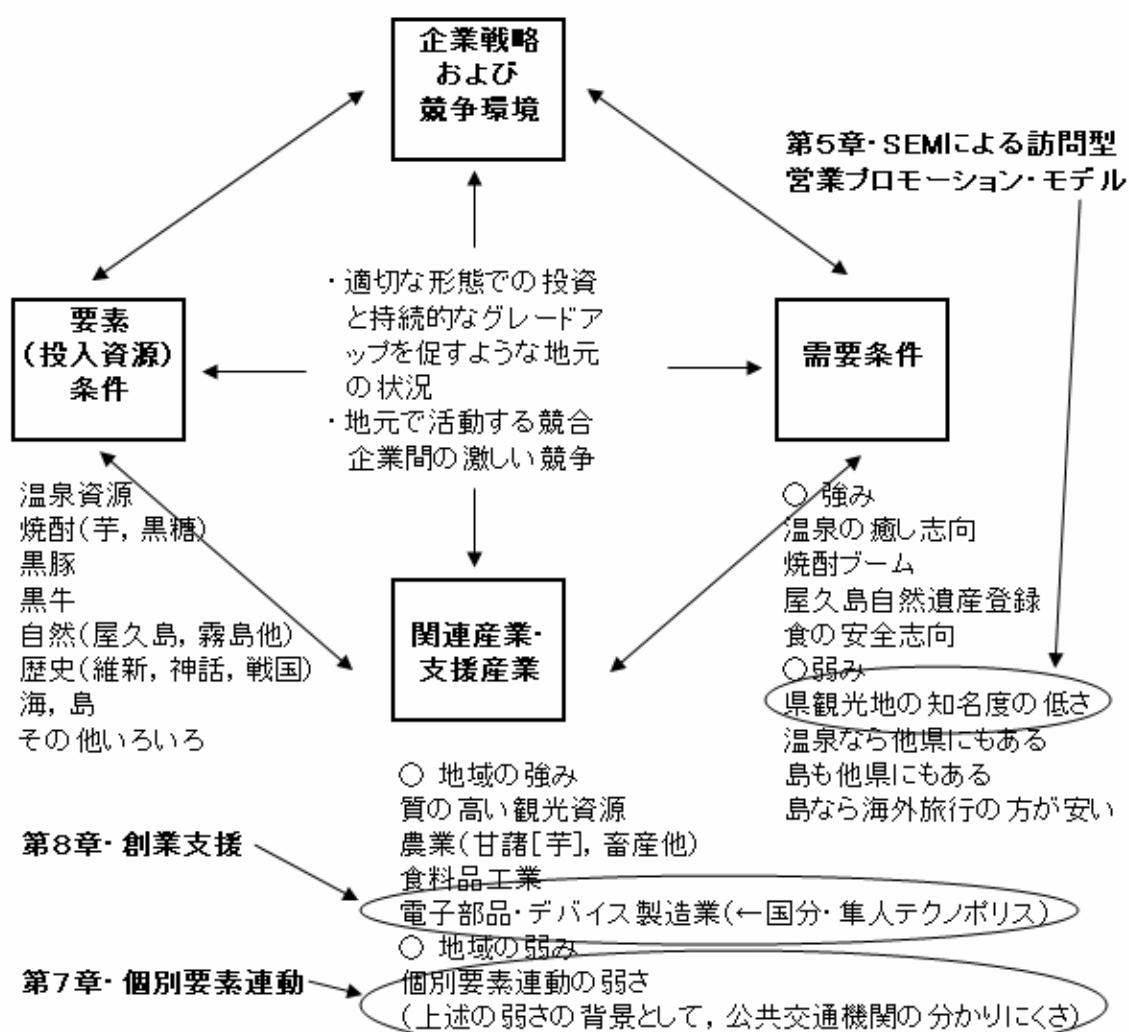 企業戦略
および
競争環境
第5章・SEMによる訪問型
営業プロモーション・モデル
・適切な形態での投資
と持続的なグレードア
ップを促すような地元
の状況
・地元で活動する競合
企業間の激しい競争
要素
(投入資源)
条件
需要条件
温泉資源
焼酎(芋, 黒糖)
黒豚
黒牛
自然(屋久島, 霧島他)
歴史(維新, 神話, 戦国)
海, 島
その他いろいろ
関連産業・
支援産業
○ 強み
温泉の癒し志向
焼酎ブーム
屋久島自然遺産登録
食の安全志向
○弱み
県観光地の知名度の低さ
温泉なら他県にもある
島も他県にもある
島なら海外旅行の方が安い
○ 地域の強み
質の高い観光資源
農業(甘諸[芋], 畜産他)
食料品工業
電子部品・デバイス製造業(←国分・隼人テクノポリス)
○ 地域の弱み
個別要素連動の弱さ
(上述の弱さの背景として, 公共交通機関の分かりにくさ)
第8章・創業支援
第7章・個別要素連動